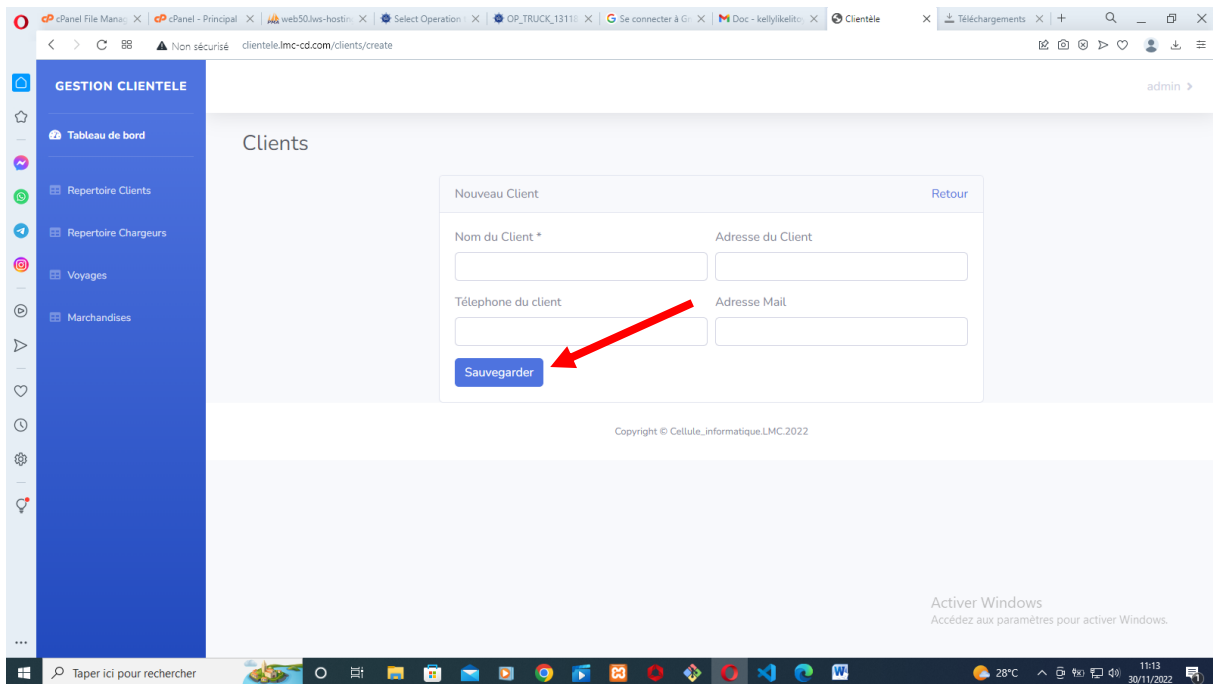 cPanel File Manag
cPanel - Principal
web50.lws-hostin
Select Operation
OP_TRUCK_13118
Se connecter à G
Doc - kellylikelito
Clientèle
Téléchargements
Non sécurisé clientele.lmc-cd.com/clients/create
GESTION CLIENTELE
admin
Tableau de bord
Clients
Repertoire Clients
Repertoire Chargeurs
Voyages
Marchandises
Nouveau Client Retour
Nom du Client * Adresse du Client
Télephone du client Adresse Mail
Sauvegarder
Copyright © Cellule_informatique.LMC.2022
Activer Windows
Accédez aux paramètres pour activer Windows.
Taper ici pour rechercher
28°C
11:13
30/11/2022